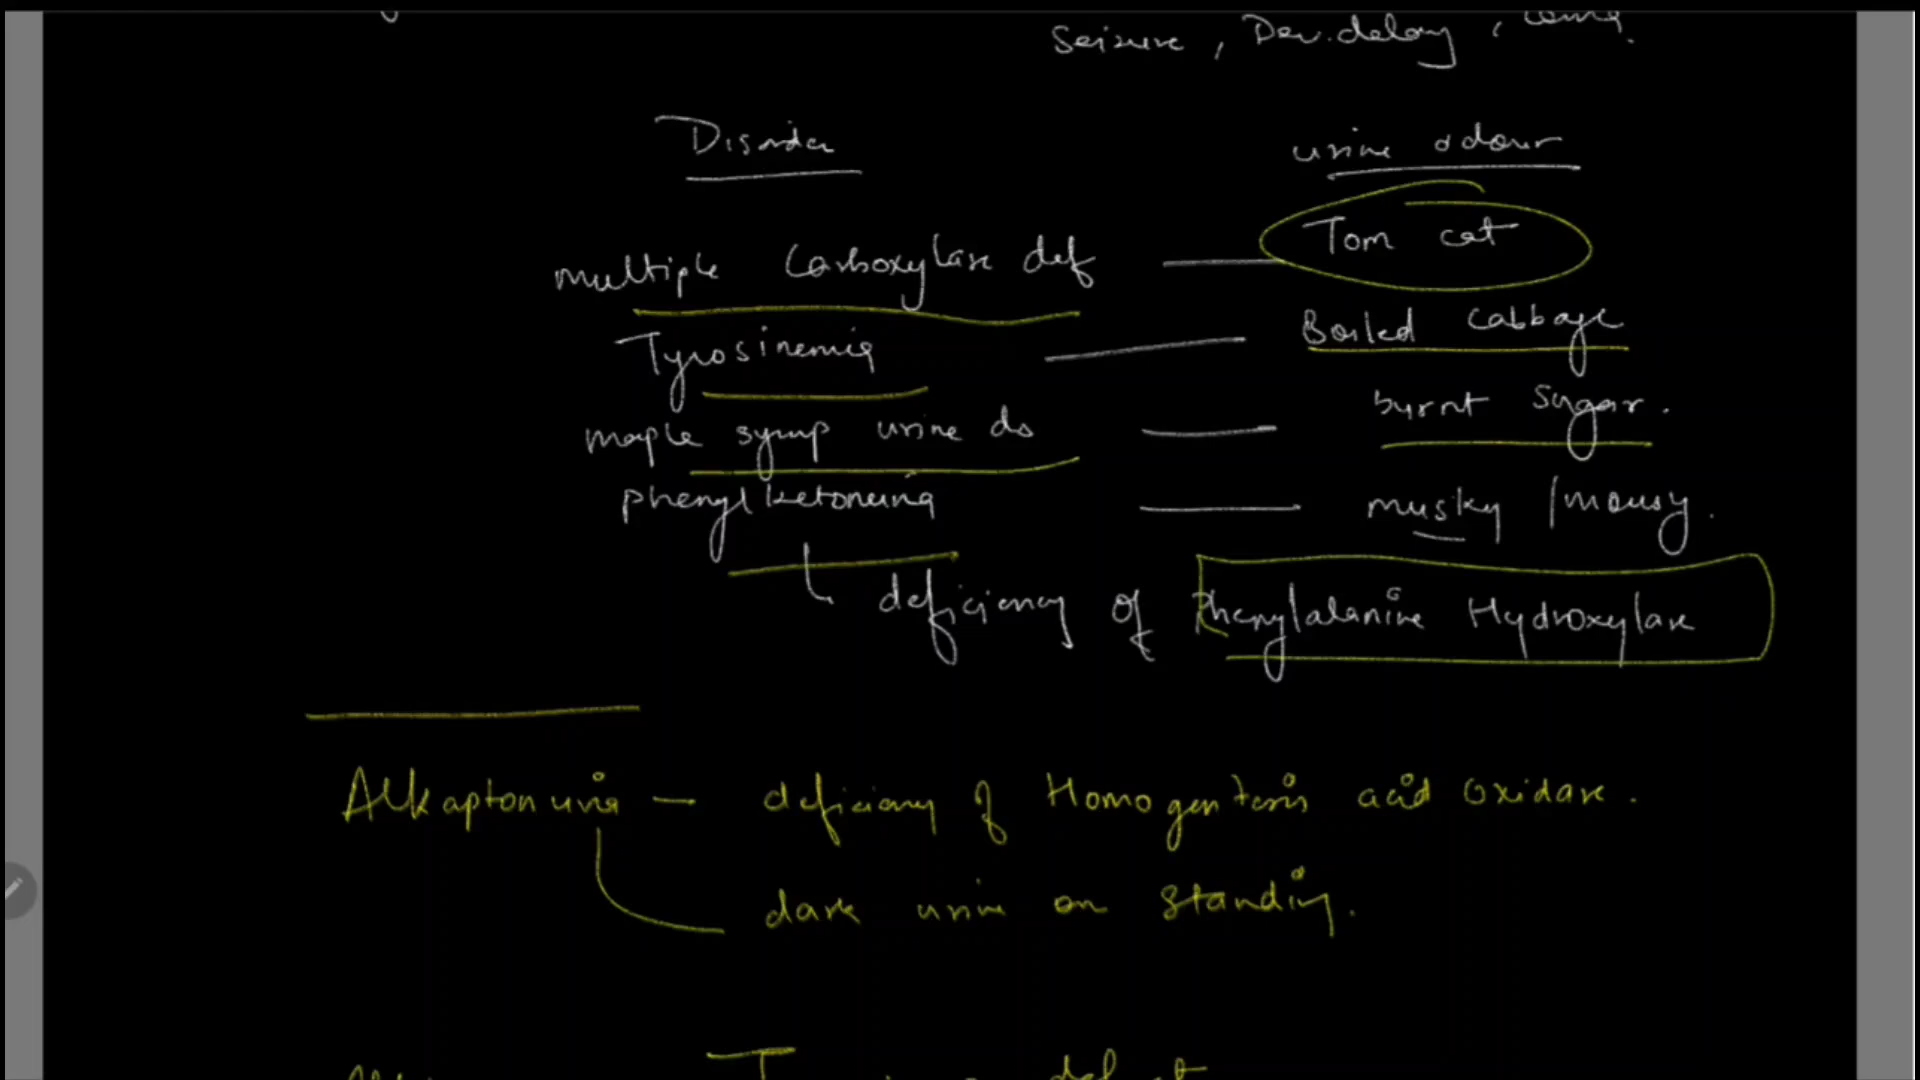 Seizure, Dev. delay,
Disorder urine odour
multiple Carboxylase def — Tom cat
Tyrosinemia — Boiled cabbage
maple syrup urine ds — burnt sugar.
phenylketonuria — musky /mousy.
deficiency of Phenylalanine Hydroxylase
Alkaptonuria — deficiency of Homogentisis acid oxidase.
dark urine on standing.